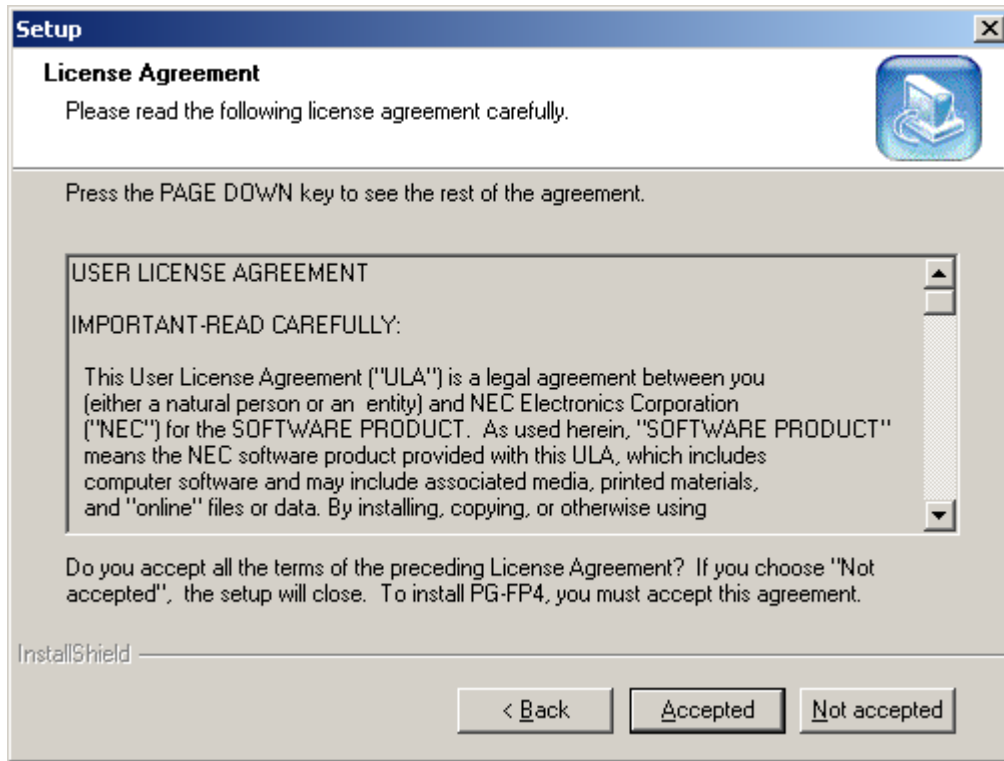 Setup
License Agreement
Please read the following license agreement carefully.
Press the PAGE DOWN key to see the rest of the agreement.
USER LICENSE AGREEMENT
IMPORTANT-READ CAREFULLY:
This User License Agreement ("ULA") is a legal agreement between you
(either a natural person or an  entity) and NEC Electronics Corporation
("NEC") for the SOFTWARE PRODUCT.  As used herein, "SOFTWARE PRODUCT"
means the NEC software product provided with this ULA, which includes
computer software and may include associated media, printed materials,
and "online" files or data. By installing, copying, or otherwise using
Do you accept all the terms of the preceding License Agreement?  If you choose "Not
accepted",  the setup will close.  To install PG-FP4, you must accept this agreement.
InstallShield
< Back
Accepted
Not accepted